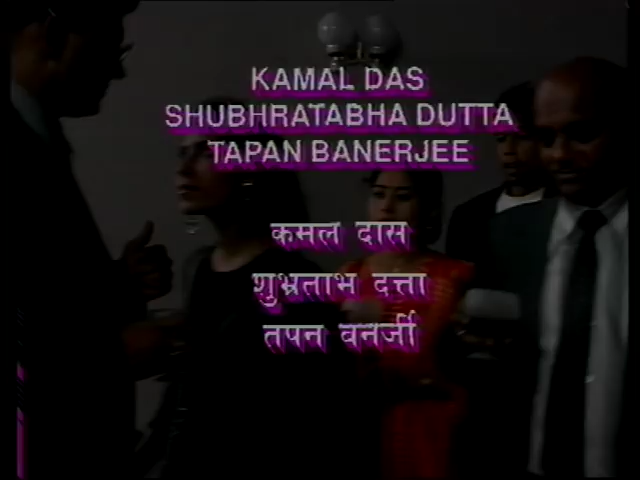 KAMAL DAS
SHUBHRATABHA DUTTA
TAPAN BANERJEE
कमल दास
शुभ्रताभ दत्ता
तपन वनर्जी